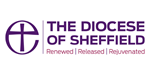 THE DIOCESE
OF SHEFFIELD
Renewed | Released | Rejuvenated